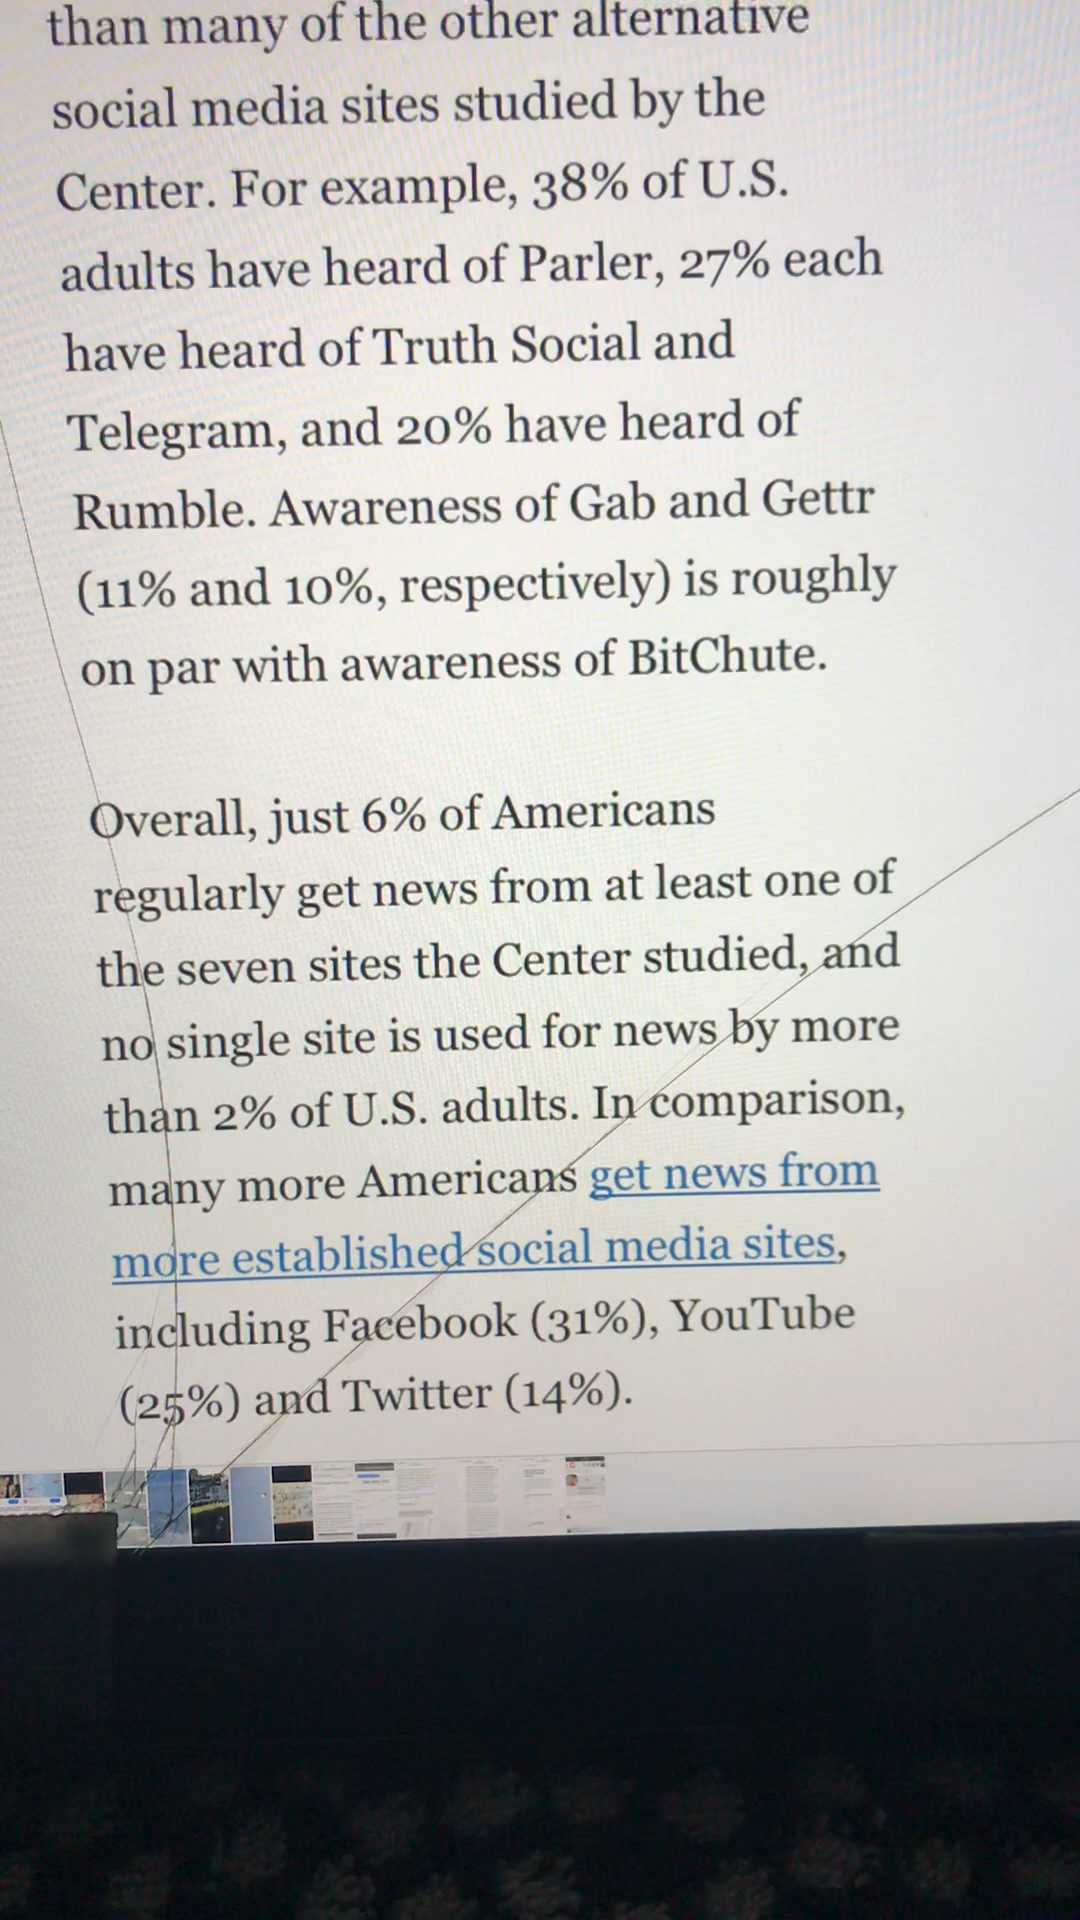 than many of the other alternative
social media sites studied by the
Center. For example, 38% of U.S.
adults have heard of Parler, 27% each
have heard of Truth Social and
Telegram, and 20% have heard of
Rumble. Awareness of Gab and Gettr
(11% and 10%, respectively) is roughly
on par with awareness of BitChute.
Overall, just 6% of Americans
regularly get news from at least one of
the seven sites the Center studied, and
no single site is used for news by more
than 2% of U.S. adults. In comparison,
many more Americans get news from
more established social media sites,
including Facebook (31%), YouTube
(25%) and Twitter (14%).